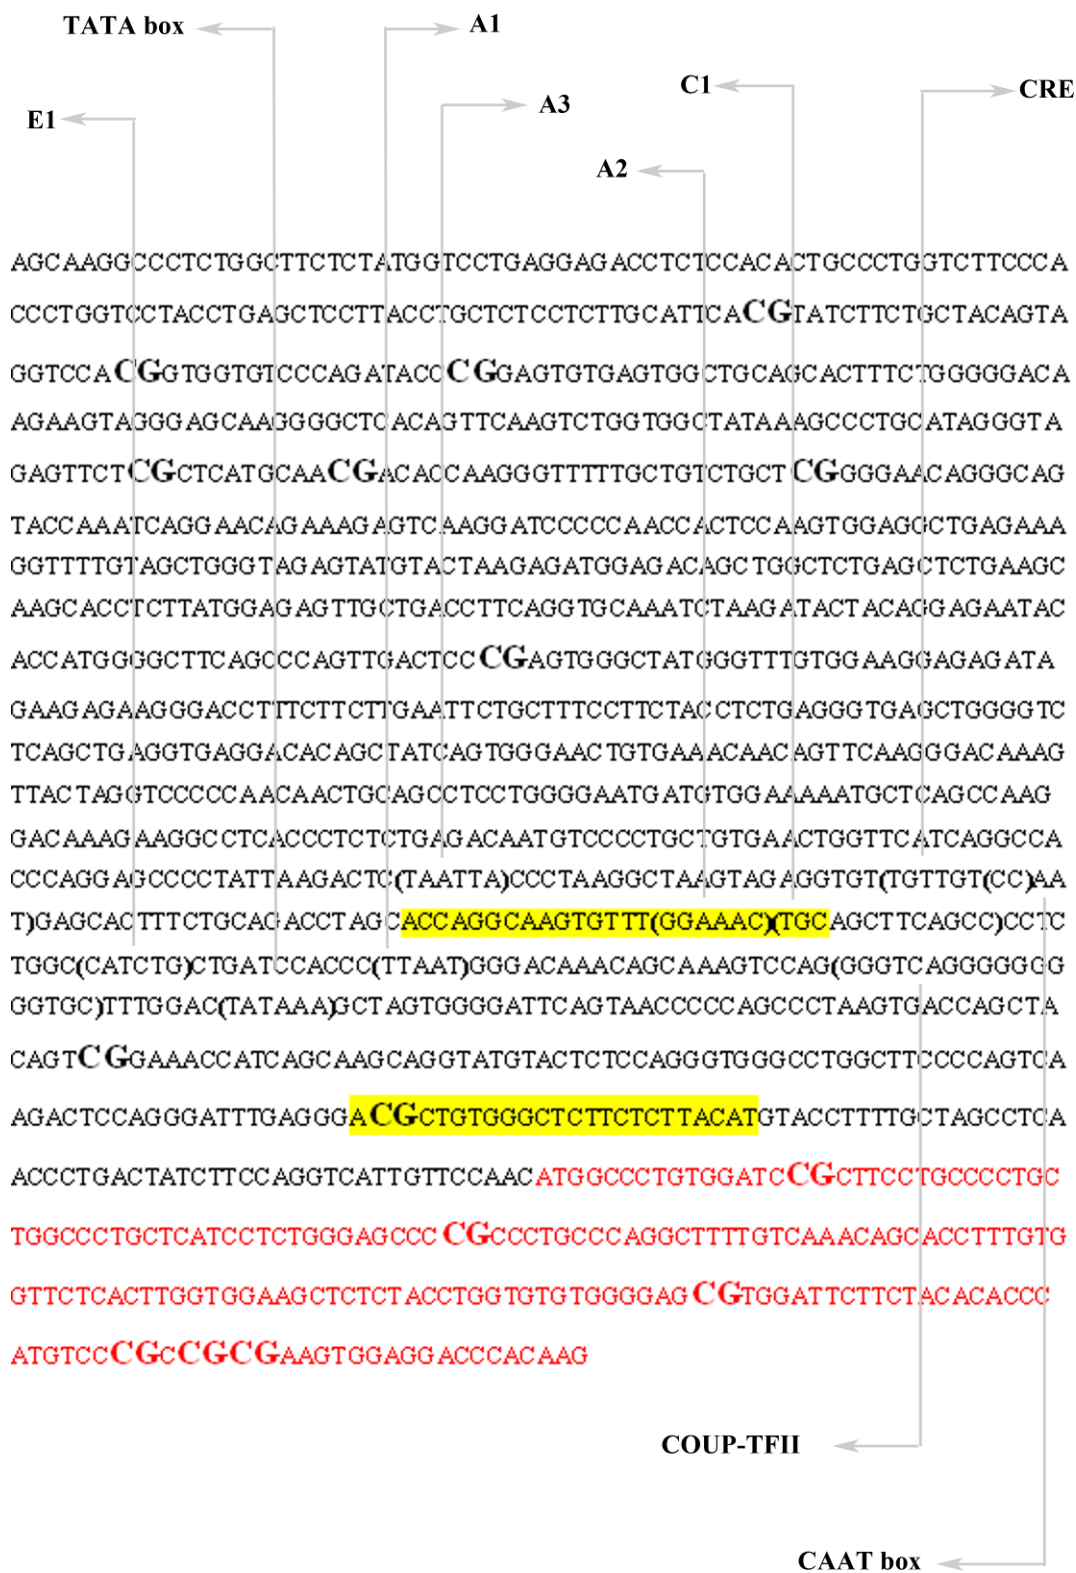 TATA box
A1
C1
CRE
E1
A3
A2
AGCAAGGCCCTCTGGCTTCTCTATGGTCCTGAGGAGACCTCTCCACACTGCCCTGGTCTTCCCA
CCCTGGTCCTACCTGAGCTCCTTACCTGCTCTCCTCTTGCATTCACGTATCTTCTGCTACAGTA
GGTCCACGGTGGTGTCCCAGATACCCGGAGTGTGAGTGGCTGCAGCACTTTCTGGGGGACA
AGAAGTAGGGAGCAAGGGGCTCACAGTTCAAGTCTGGTGGCTATAAAGCCCTGCATAGGGTA
GAGTTCTCGCTCATGCAACGACACCAAGGGTTTTTGCTGTCTGCTCGGGGAACAGGGCAG
TACCAAATCAGGAACAGAAAGAGTCAAGGATCCCCCAACCACTCCAAGTGGAGGCTGAGAAA
GGTTTTGTAGCTGGGTAGAGTATGTACTAAGAGATGGAGACAGCTGGCTCTGAGCTCTGAAGC
AAGCACCTCTTATGGAGAGTTGCTGACCTTCAGGTGCAAATCTAAGATACTACAGGAGAATAC
ACCATGGGGCTTCAGCCCAGTTGACTCCCGAGTGGGCTATGGGTTTGTGGAAGGAGAGATA
GAAGAGAAGGGACCTTTCTTCTTGAATTCTGCTTTCCTTCTACCTCTGAGGGTGAGCTGGGGTC
TCAGCTGAGGTGAGGACACAGCTATCAGTGGGAACTGTGAAACAACAGTTCAAGGGACAAAG
TTACTAGGTCCCCCAACAACTGCAGCCTCCTGGGGAATGATGTGGAAAAATGCTCAGCCAAG
GACAAAGAAGGCCTCACCCTCTCTGAGACAATGTCCCCTGCTGTGAACTGGTTCATCAGGCCA
CCCAGGAGCCCCTATTAAGACTC(TAATTA)CCCTAAGGCTAAGTAGAGGTGT(TGTTGT(CC)AA
T)GAGCACTTTCTGCAGACCTAGCACCAGGCAAGTGTTT(GGAAAC)(TGC​AGCTTCAGCC)CCTC
TGGC(CATCTG)CTGATCCACCC(TTAAT)GGGACAAACAGCAAAGTCCAG(GGGTCAGGGGGGG
GGTGC)TTTGGAC(TATAAA)GCTAGTGGGGATTCAGTAACCCCCAGCCCTAAGTGACCAGCTA
CAGTCGGAAACCATCAGCAAGCAGGTATGTACTCTCCAGGGTGGGCCTGGCTTCCCCAGTCA
AGACTCCAGGGATTTGAGGGACGCTGTGGGCTCTTCTCTTACATGTACCTTTTGCTAGCCTCA
ACCCTGACTATCTTCCAGGTCATTGTTCCAACATGGCCCTGTGGATCCGCTTCCTGCCCCTGC
TGGCCCTGCTCATCCTCTGGGAGCCCCGCCCTGCCCAGGCTTTTGTCAAACAGCACCTTTGTG
GTTCTCACTTGGTGGAAGCTCTCTACCTGGTGTGTGGGGAGCGTGGATTCTTCTACACACCC
ATGTCCCGCCGCGAAGTGGAGGACCCACAAG
COUP-TFII
CAAT box